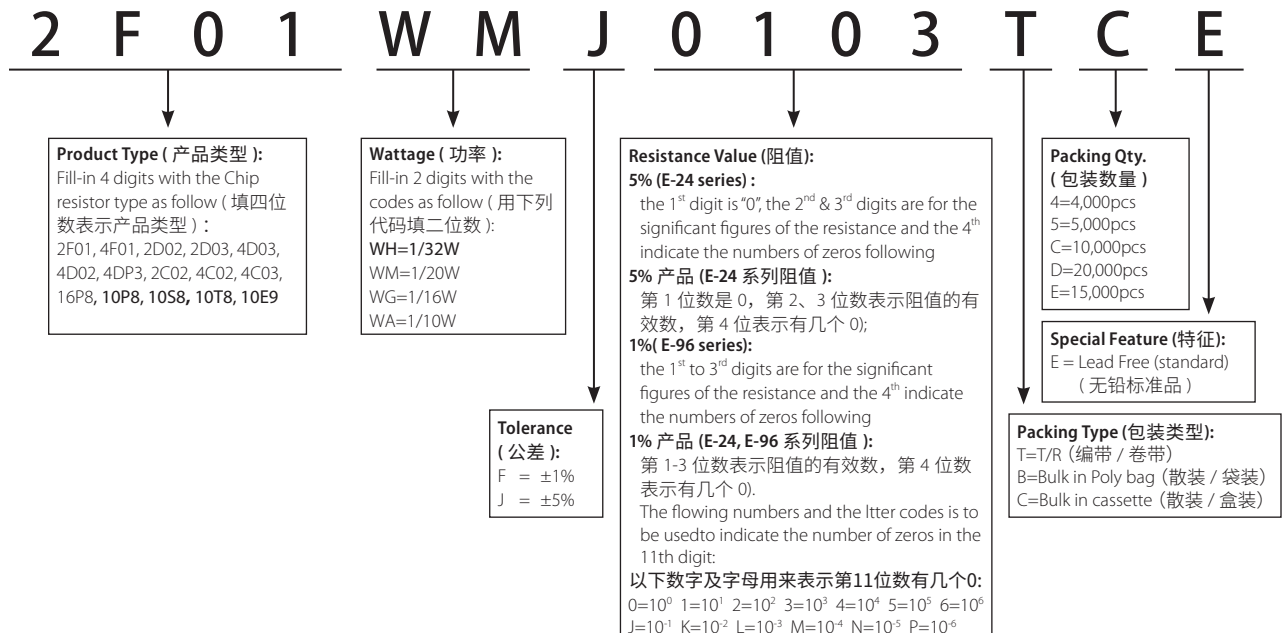 2 F 0 1 W M J 0 1 0 3 T C E
Product Type ( 产品类型 ):
Fill-in 4 digits with the Chip
resistor type as follow ( 填四位
数表示产品类型 ) :
2F01, 4F01, 2D02, 2D03, 4D03,
4D02, 4DP3, 2C02, 4C02, 4C03,
16P8, 10P8, 10S8, 10T8, 10E9
Wattage ( 功率 ):
Fill-in 2 digits with the
codes as follow ( 用下列
代码填二位数 ):
WH=1/32W
WM=1/20W
WG=1/16W
WA=1/10W
Tolerance
( 公差 ):
F = ±1%
J = ±5%
Resistance Value (阻值):
5% (E-24 series) :
the 1st digit is “0”, the 2nd & 3rd digits are for the
significant figures of the resistance and the 4th
indicate the numbers of zeros following
5% 产品 (E-24 系列阻值 ):
第 1 位数是 0，第 2、3 位数表示阻值的有
效数，第 4 位表示有几个 0);
1%( E-96 series):
the 1st to 3rd digits are for the significant
figures of the resistance and the 4th indicate
the numbers of zeros following
1% 产品 (E-24, E-96 系列阻值 ):
第 1-3 位数表示阻值的有效数，第 4 位数
表示有几个 0).
The flowing numbers and the ltter codes is to
be usedto indicate the number of zeros in the
11th digit:
以下数字及字母用来表示第11位数有几个0:
0=10⁰ 1=10¹ 2=10² 3=10³ 4=10⁴ 5=10⁵ 6=10⁶
J=10⁻¹ K=10⁻² L=10⁻³ M=10⁻⁴ N=10⁻⁵ P=10⁻⁶
Packing Qty.
( 包装数量 )
4=4,000pcs
5=5,000pcs
C=10,000pcs
D=20,000pcs
E=15,000pcs
Special Feature (特征):
E = Lead Free (standard)
( 无铅标准品 )
Packing Type (包装类型):
T=T/R（编带 / 卷带）
B=Bulk in Poly bag（散装 / 袋装）
C=Bulk in cassette（散装 / 盒装）